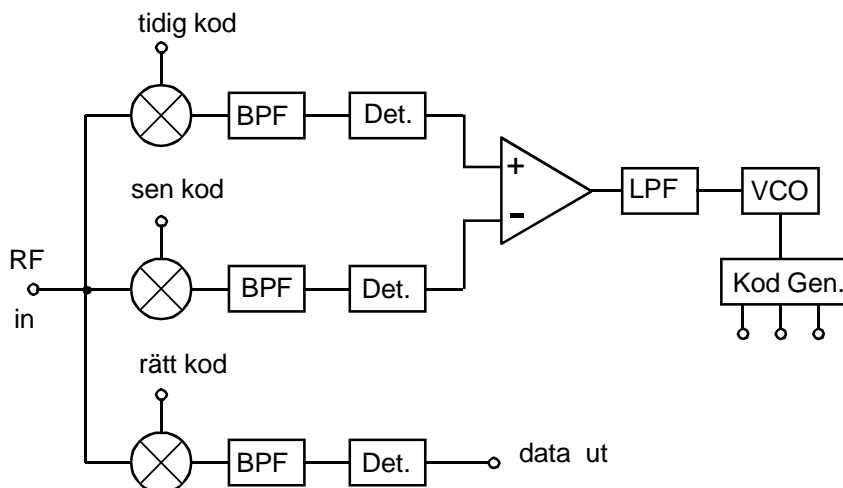 tidig kod
BPF
Det.
+
LPF
VCO
sen kod
-
RF
in
BPF
Det.
Kod Gen.
rätt kod
BPF
Det.
data ut